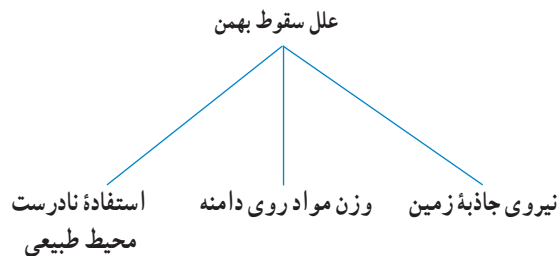 علل سقوط بهمن
نیروی جاذبهٔ زمین
وزن مواد روی دامنه
استفادهٔ نادرست
محیط طبیعی